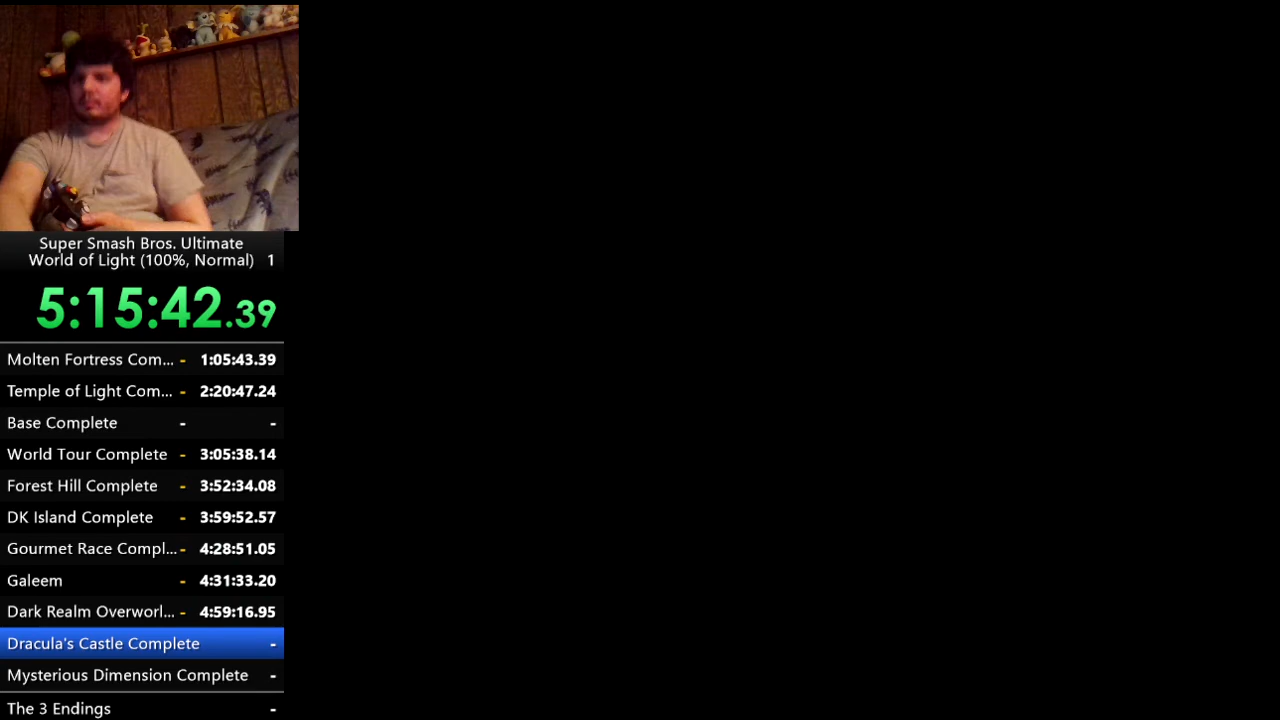 Super Smash Bros. Ultimate
World of Light (100%, Normal) 1
5:15:42.39
Molten Fortress Com... - 1:05:43.39
Temple of Light Com... - 2:20:47.24
Base Complete - -
World Tour Complete - 3:05:38.14
Forest Hill Complete - 3:52:34.08
DK Island Complete - 3:59:52.57
Gourmet Race Compl... - 4:28:51.05
Galeem - 4:31:33.20
Dark Realm Overworl... - 4:59:16.95
Dracula's Castle Complete -
Mysterious Dimension Complete -
The 3 Endings -